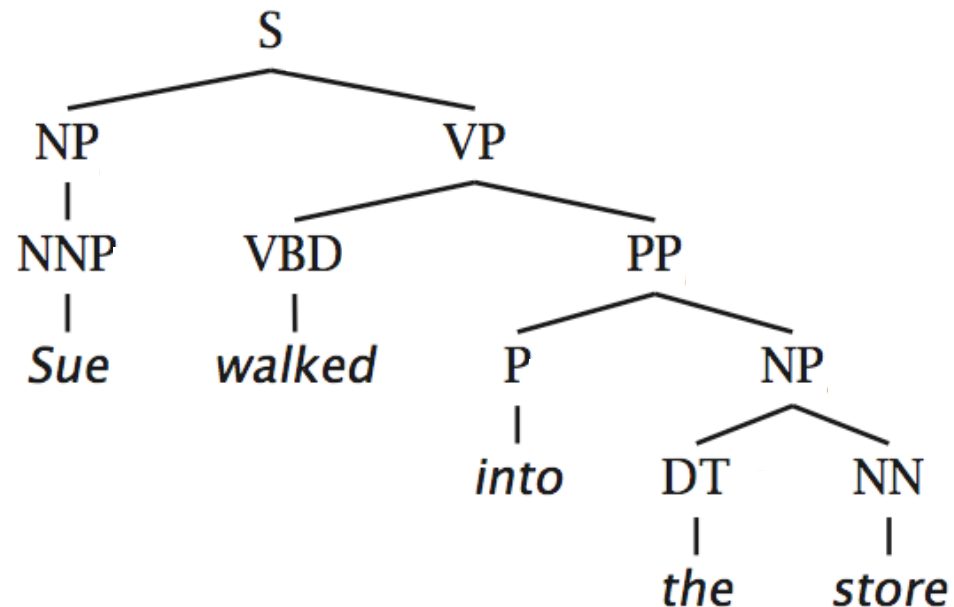 S
NP VP
NNP VBD PP
Sue walked P NP
into DT NN
the store